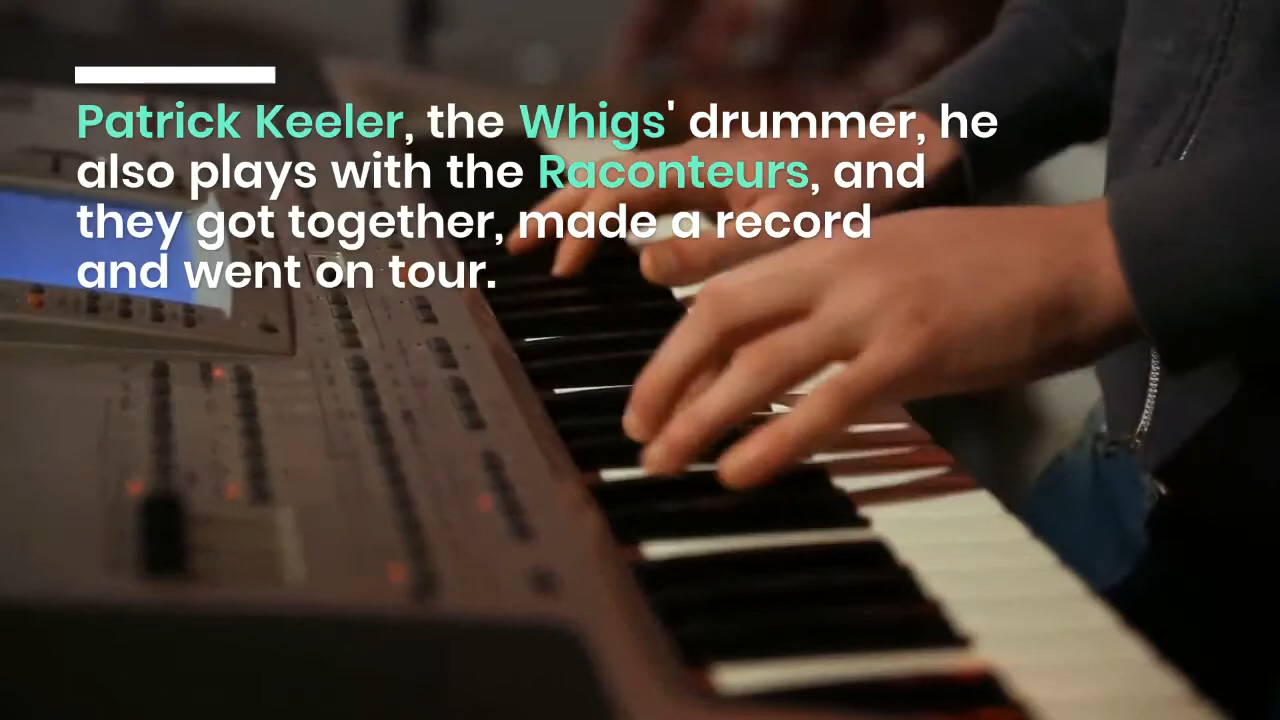 Patrick Keeler, the Whigs' drummer, he
also plays with the Raconteurs, and
they got together, made a record
and went on tour.